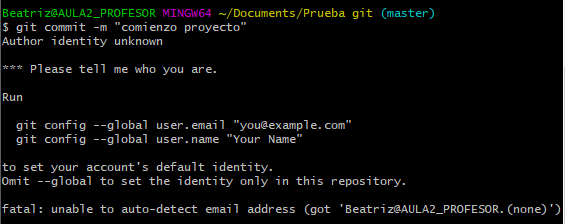 Beatriz@AULA2_PROFESOR MINGW64 ~/Documents/Prueba git (master)
$ git commit -m "comienzo proyecto"
Author identity unknown
*** Please tell me who you are.
Run
git config --global user.email "you@example.com"
git config --global user.name "Your Name"
to set your account's default identity.
Omit --global to set the identity only in this repository.
fatal: unable to auto-detect email address (got 'Beatriz@AULA2_PROFESOR.(none)')